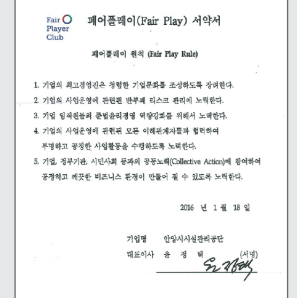 Fair
Player
Club
페어플레이(Fair Play) 서약서
페어플레이 원칙 (Fair Play Rule)
1. 기업의 최고경영진은 청렴한 기업문화를 조성하도록 장려한다.
2. 기업의 사업운영에 관련된 반부패 리스크 관리에 노력한다.
3. 기업 임직원들의 준법윤리경영 역량강화를 위해서 노력한다.
4. 기업의 사업운영에 관련된 모든 이해관계자들과 협력하여
투명하고 공정한 사업활동을 수행하도록 노력한다.
5. 기업, 정부기관, 시민사회 등과의 공동노력(Collective Action)에 참여하여
공정하고 깨끗한 비즈니스 환경이 만들어 질 수 있도록 노력한다.
2016 년 1 월 18 일
기업명 안양시시설관리공단
대표이사 윤 정 택 (서명)